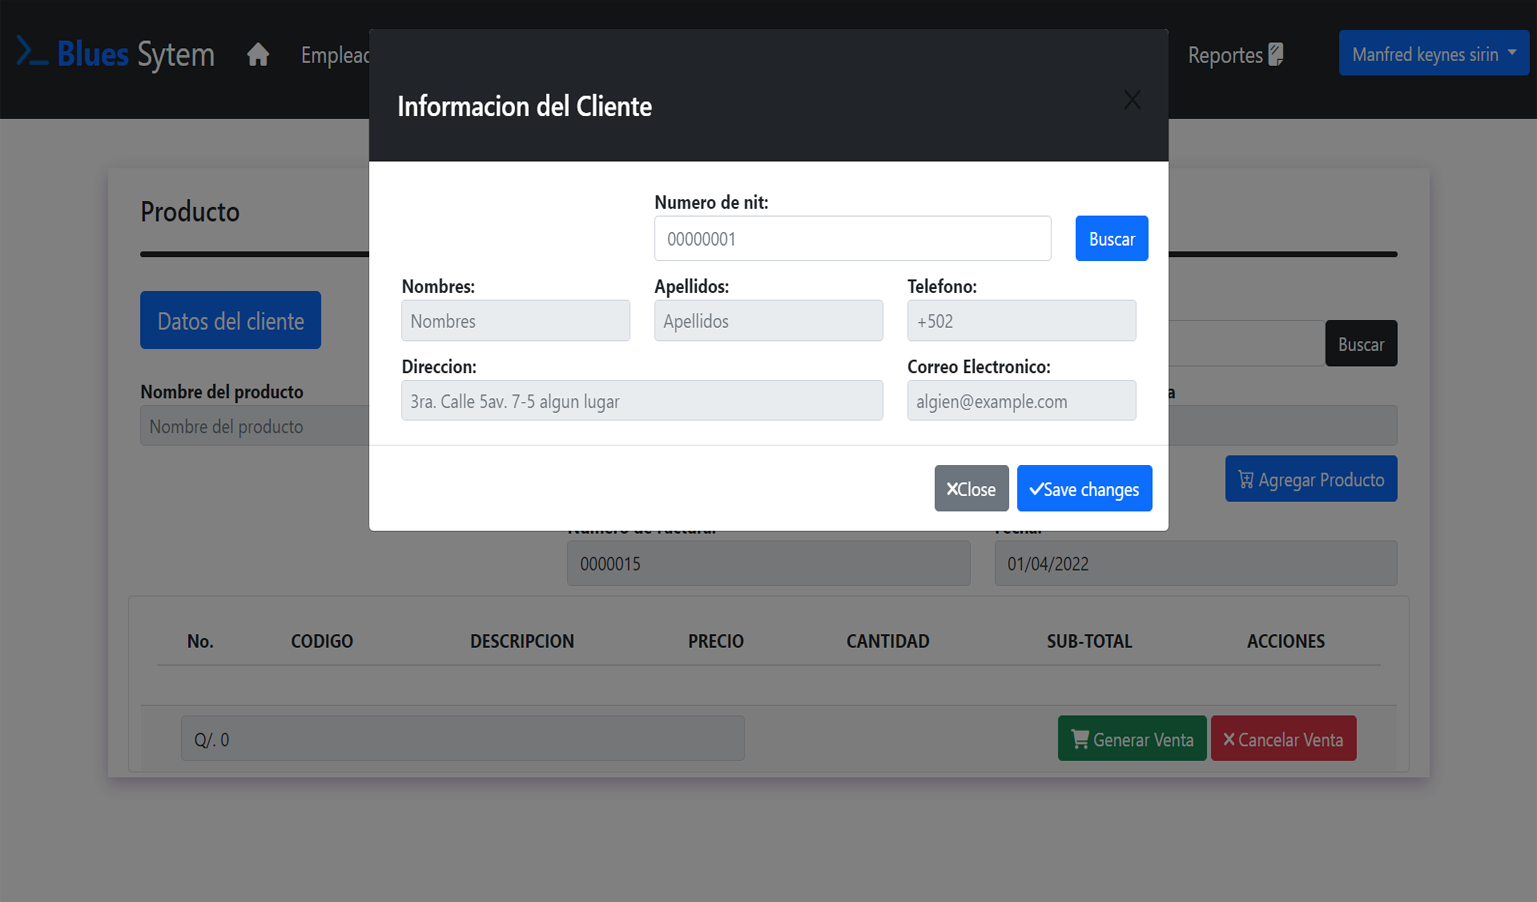 Blues Sytem
Reportes
Manfred keynes sirin
Informacion del Cliente
Producto
Numero de nit:
00000001
Buscar
Nombres:
Apellidos:
Telefono:
Nombres
Apellidos
+502
Datos del cliente
Buscar
Direccion:
Correo Electronico:
3ra. Calle 5av. 7-5 algun lugar
algien@example.com
Nombre del producto
Nombre del producto
Close
Save changes
Agregar Producto
0000015
01/04/2022
No. CODIGO DESCRIPCION PRECIO CANTIDAD SUB-TOTAL ACCIONES
Q/. 0
Generar Venta
Cancelar Venta